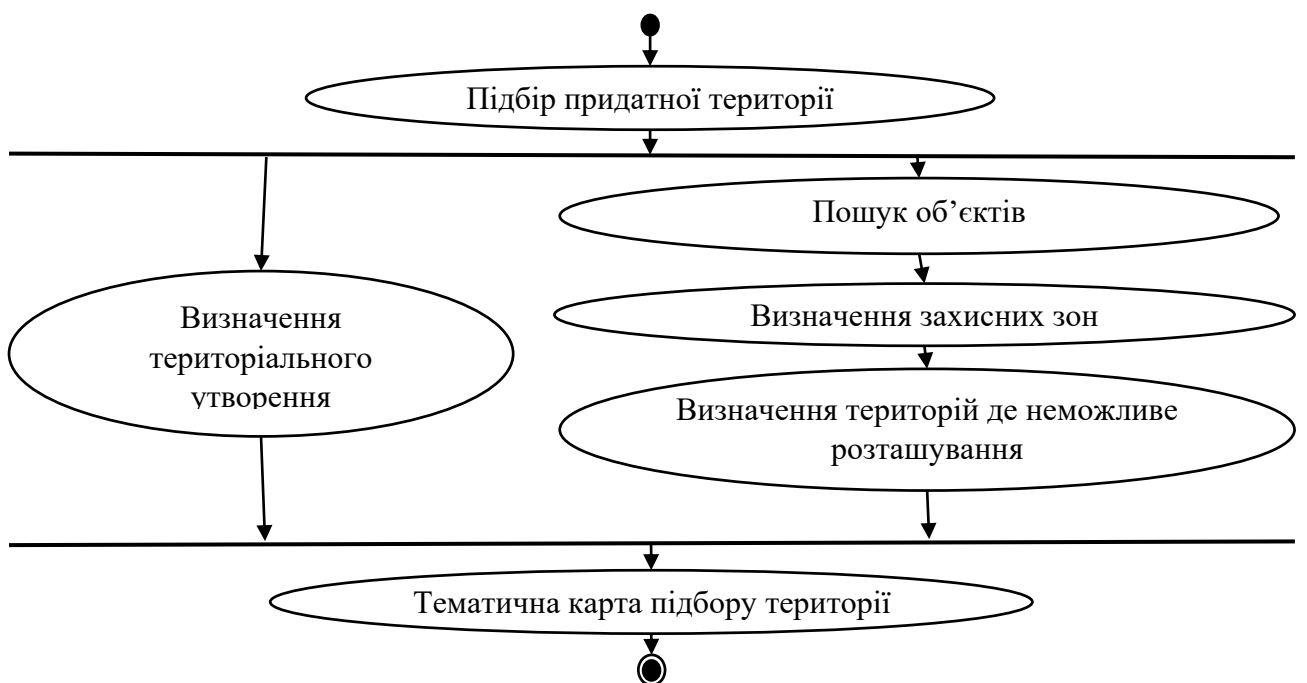 Підбір придатної території
Пошук об’єктів
Визначення захисних зон
Визначення територій де неможливе
розташування
Визначення
територіального
утворення
Тематична карта підбору території